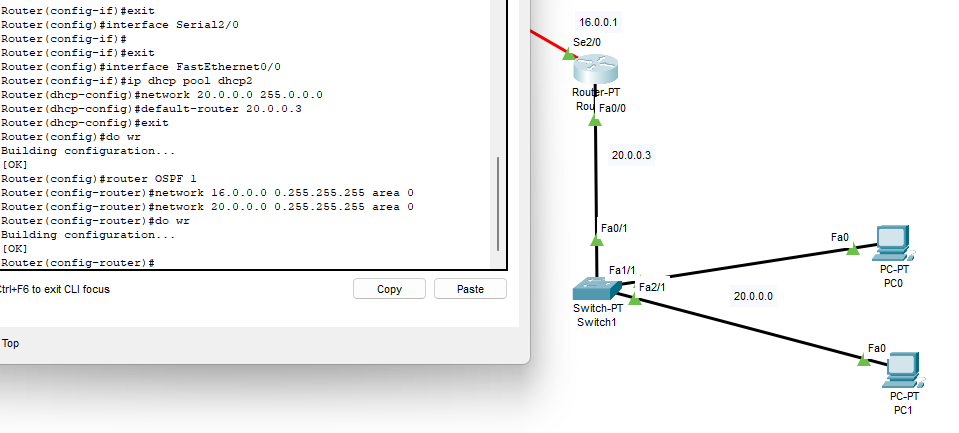 Router(config-if)#exit
Router(config)#interface Serial2/0
Router(config-if)#
Router(config-if)#exit
Router(config)#interface FastEthernet0/0
Router(config-if)#ip dhcp pool dhcp2
Router(dhcp-config)#network 20.0.0.0 255.0.0.0
Router(dhcp-config)#default-router 20.0.0.3
Router(dhcp-config)#exit
Router(config)#do wr
Building configuration...
[OK]
Router(config)#router OSPF 1
Router(config-router)#network 16.0.0.0 0.255.255.255 area 0
Router(config-router)#network 20.0.0.0 0.255.255.255 area 0
Router(config-router)#do wr
Building configuration...
[OK]
Router(config-router)#
Ctrl+F6 to exit CLI focus
Copy
Paste
Top
16.0.0.1
Se2/0
Router-PT
Rou
Fa0/0
20.0.0.3
Fa0/1
Fa1/1
Fa2/1
Switch-PT
Switch1
20.0.0.0
Fa0
PC-PT
PC0
Fa0
PC-PT
PC1